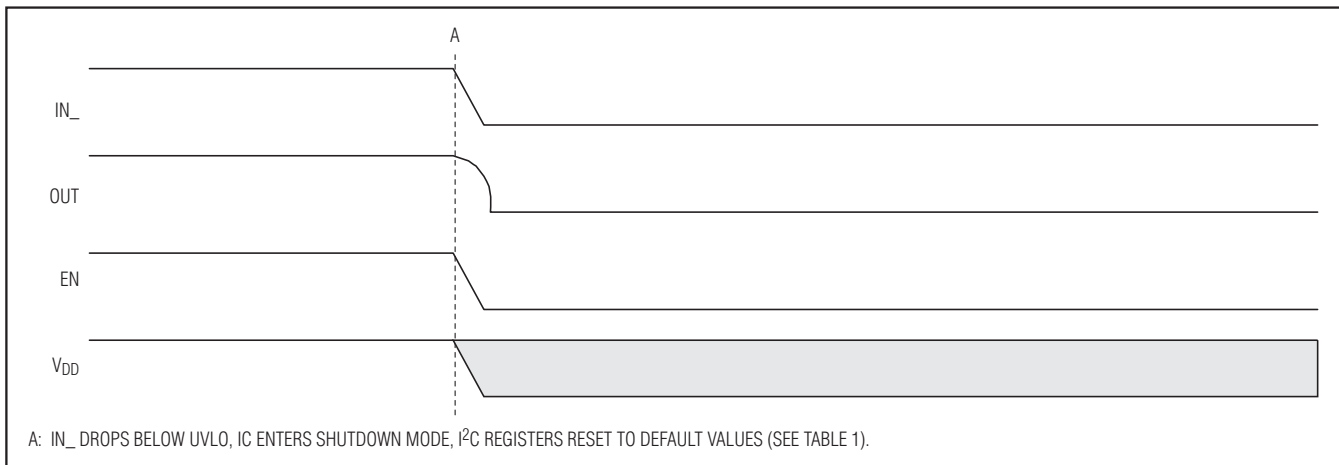 A
IN_
OUT
EN
VDD
A: IN_ DROPS BELOW UVLO, IC ENTERS SHUTDOWN MODE, I²C REGISTERS RESET TO DEFAULT VALUES (SEE TABLE 1).